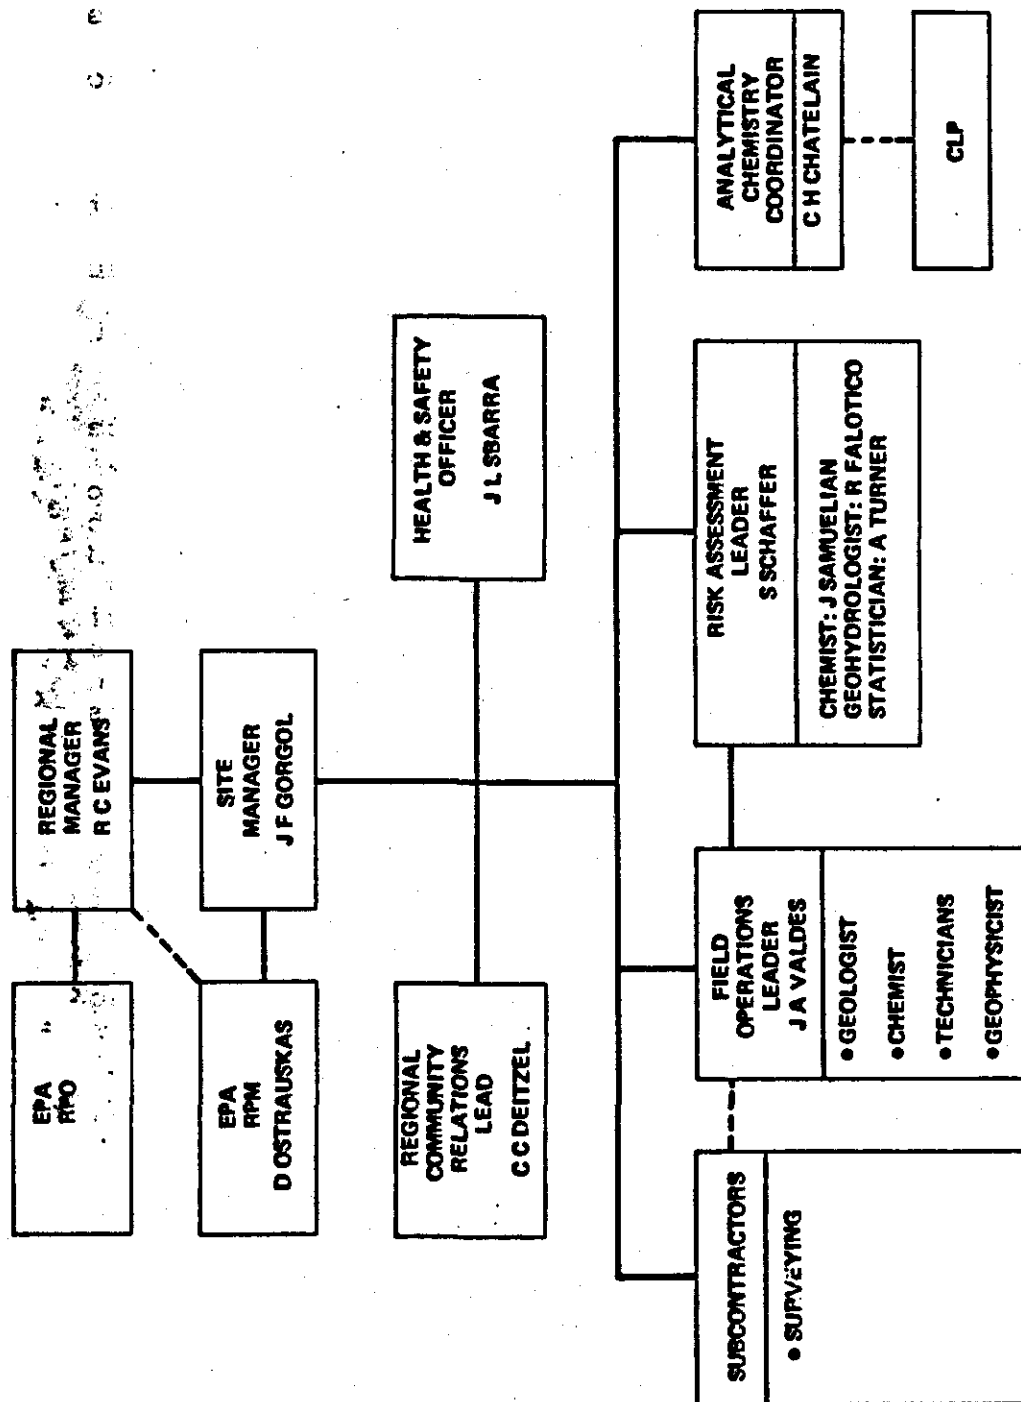 EPA
RPO
REGIONAL
MANAGER
R C EVANS
EPA
RPM
D OSTRAUSKAS
SITE
MANAGER
J F GORGOL
REGIONAL
COMMUNITY
RELATIONS
LEAD
C C DEITZEL
HEALTH & SAFETY
OFFICER
J L SBARRA
SUBCONTRACTORS
• SURVEYING
FIELD
OPERATIONS
LEADER
J A VALDES
• GEOLOGIST
• CHEMIST
• TECHNICIANS
• GEOPHYSICIST
RISK ASSESSMENT
LEADER
S SCHAFFER
CHEMIST: J SAMUELIAN
GEOHYDROLOGIST: R FALOTICO
STATISTICIAN: A TURNER
ANALYTICAL
CHEMISTRY
COORDINATOR
C H CHATELAIN
CLP